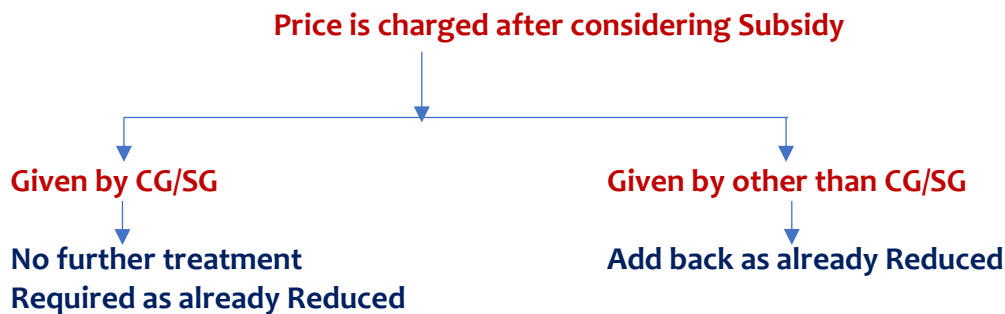 Price is charged after considering Subsidy
Given by CG/SG
Given by other than CG/SG
No further treatment
Required as already Reduced
Add back as already Reduced